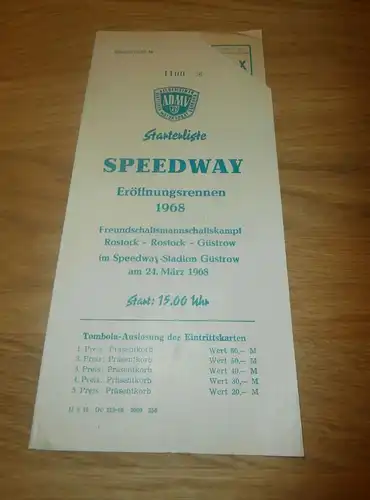 1100
ADMV
Starterliste
SPEEDWAY
Eröffnungsrennen
1968
Freundschaftsmannschaftskampf
Rostock - Rostock - Güstrow
im Speedway-Stadion Güstrow
am 24. März 1968
Start: 15.00 Uhr
Tombola-Auslosung der Eintrittskarten
1. Preis: Präsentkorb Wert 60,— M
2. Preis: Präsentkorb Wert 50,— M
3. Preis: Präsentkorb Wert 40,— M
4. Preis: Präsentkorb Wert 30,— M
5. Preis: Präsentkorb Wert 20,— M